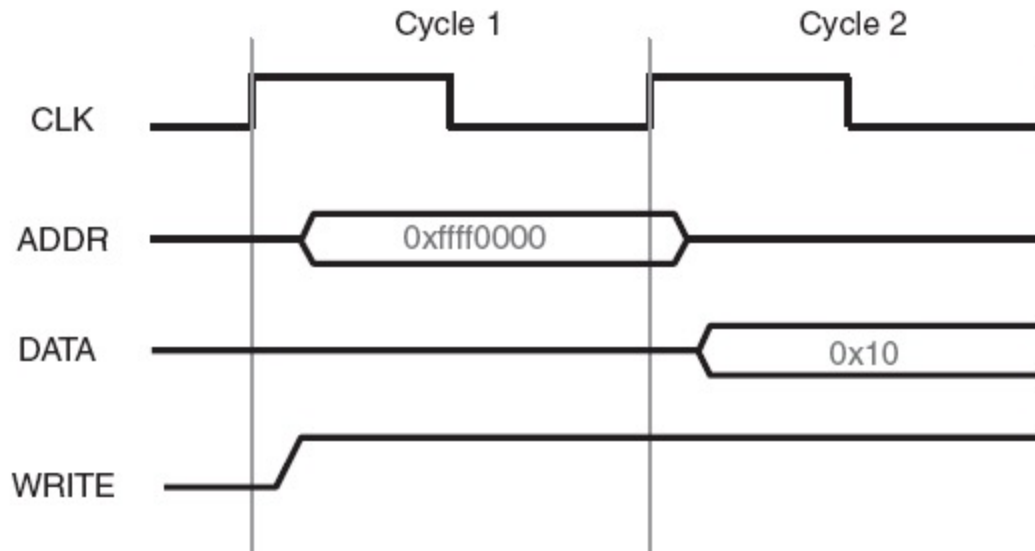 Cycle 1
Cycle 2
CLK
ADDR
0xffff0000
DATA
0x10
WRITE